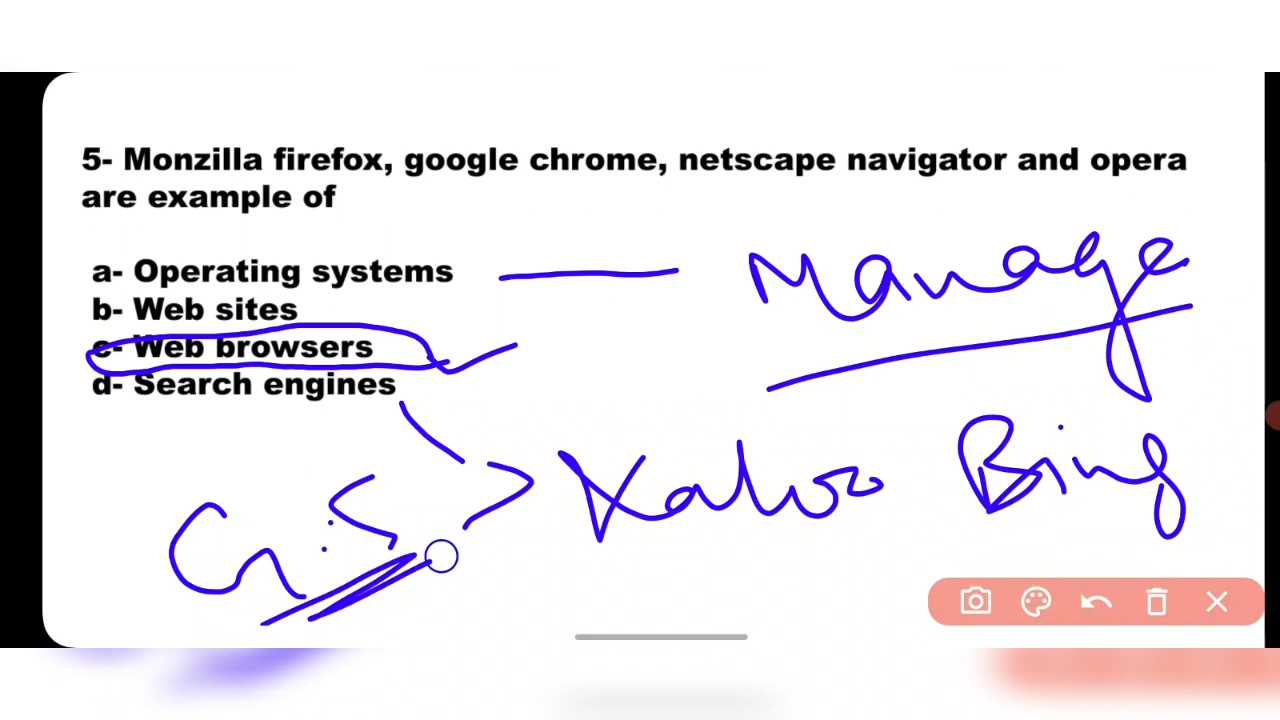 5- Monzilla firefox, google chrome, netscape navigator and opera
are example of
a- Operating systems
Manage
b- Web sites
c- Web browsers
d- Search engines
Yahoo Bing
G.S